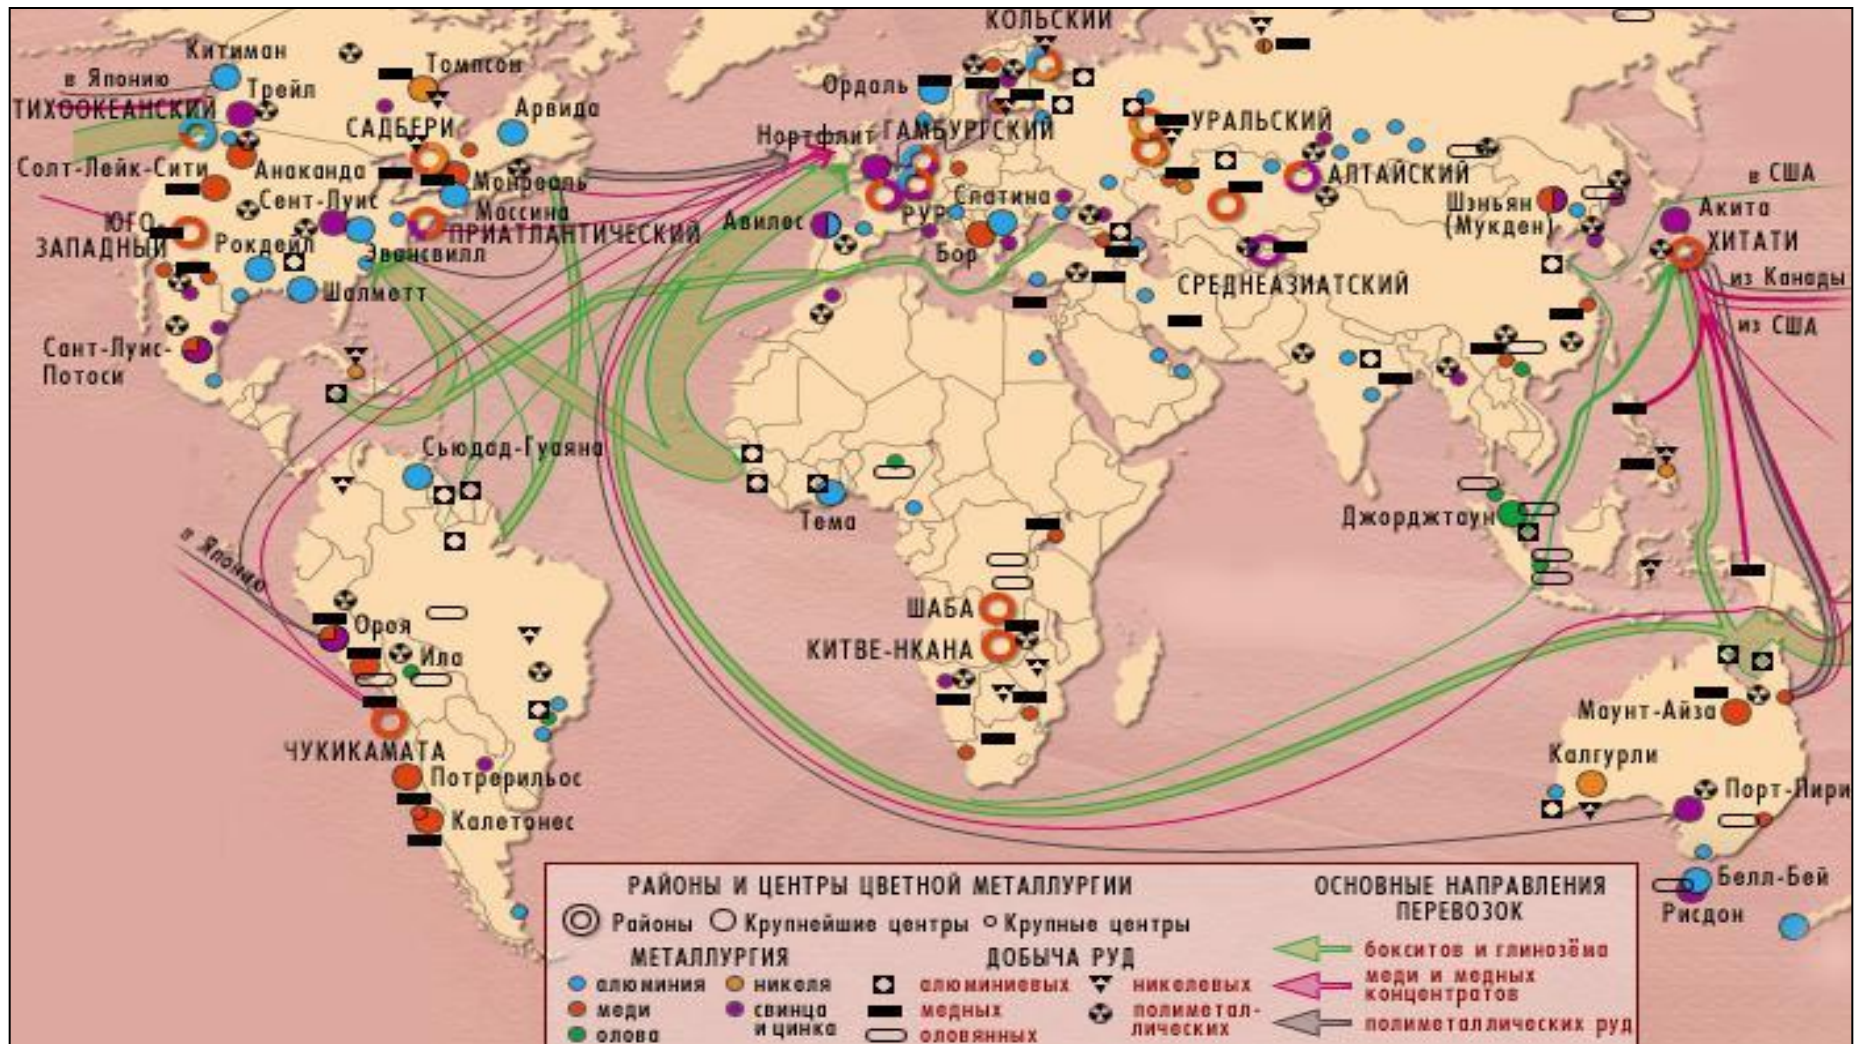 КОЛЬСКИЙ
Китиман
в Японию
Томпсон
Трейл
ТИХООКЕАНСКИЙ
Арвида
САДБЕРИ
Ордаль
Нортфлит
ГАМБУРГСКИЙ
УРАЛЬСКИЙ
Солт-Лейк-Сити
Анаканда
Монреаль
АЛТАЙСКИЙ
в США
Сент-Луис
Массина
Авилес
РУР
Слатина
Шэньян
(Мукден)
Акита
ЮГО-
ЗАПАДНЫЙ
Рокдейл
ПРИАТЛАНТИЧЕСКИЙ
Эвансвилл
Бор
ХИТАТИ
из Канады
Шалметт
СРЕДНЕАЗИАТСКИЙ
из США
Сант-Луис-
Потоси
Сьюдад-Гуаяна
Тема
Джорджтаун
в Японию
Ороя
Ила
ШАБА
КИТВЕ-НКАНА
Маунт-Айза
ЧУКИКАМАТА
Потрерильос
Калгурли
Порт-Пири
Калетонес
Белл-Бей
Рисдон
РАЙОНЫ И ЦЕНТРЫ ЦВЕТНОЙ МЕТАЛЛУРГИИ
Районы Крупнейшие центры Крупные центры
МЕТАЛЛУРГИЯ
алюминия
никеля
меди
свинца
и цинка
олова
ДОБЫЧА РУД
алюминиевых
никелевых
медных
полиметал-
лических
оловянных
ОСНОВНЫЕ НАПРАВЛЕНИЯ
ПЕРЕВОЗОК
бокситов и глинозёма
меди и медных
концентратов
полиметаллических руд